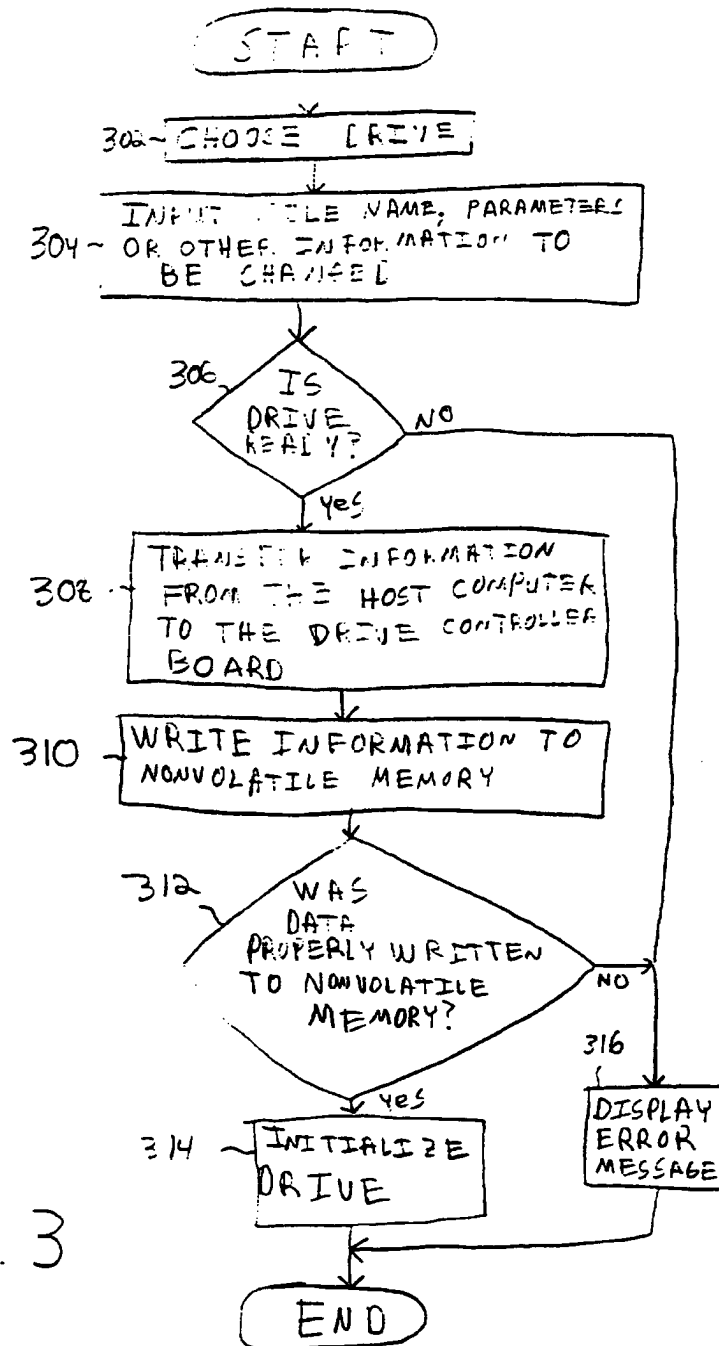 START
302 CHOOSE DRIVE
304 INPUT FILE NAME, PARAMETERS
OR OTHER INFORMATION TO
BE CHANGED
306
IS
DRIVE
READY?
NO
yes
308
TRANSFER INFORMATION
FROM THE HOST COMPUTER
TO THE DRIVE CONTROLLER
BOARD
310
WRITE INFORMATION TO
NONVOLATILE MEMORY
312
WAS
DATA
PROPERLY WRITTEN
TO NONVOLATILE
MEMORY?
NO
yes
316
DISPLAY
ERROR
MESSAGE
314
INITIALIZE
DRIVE
. 3
END